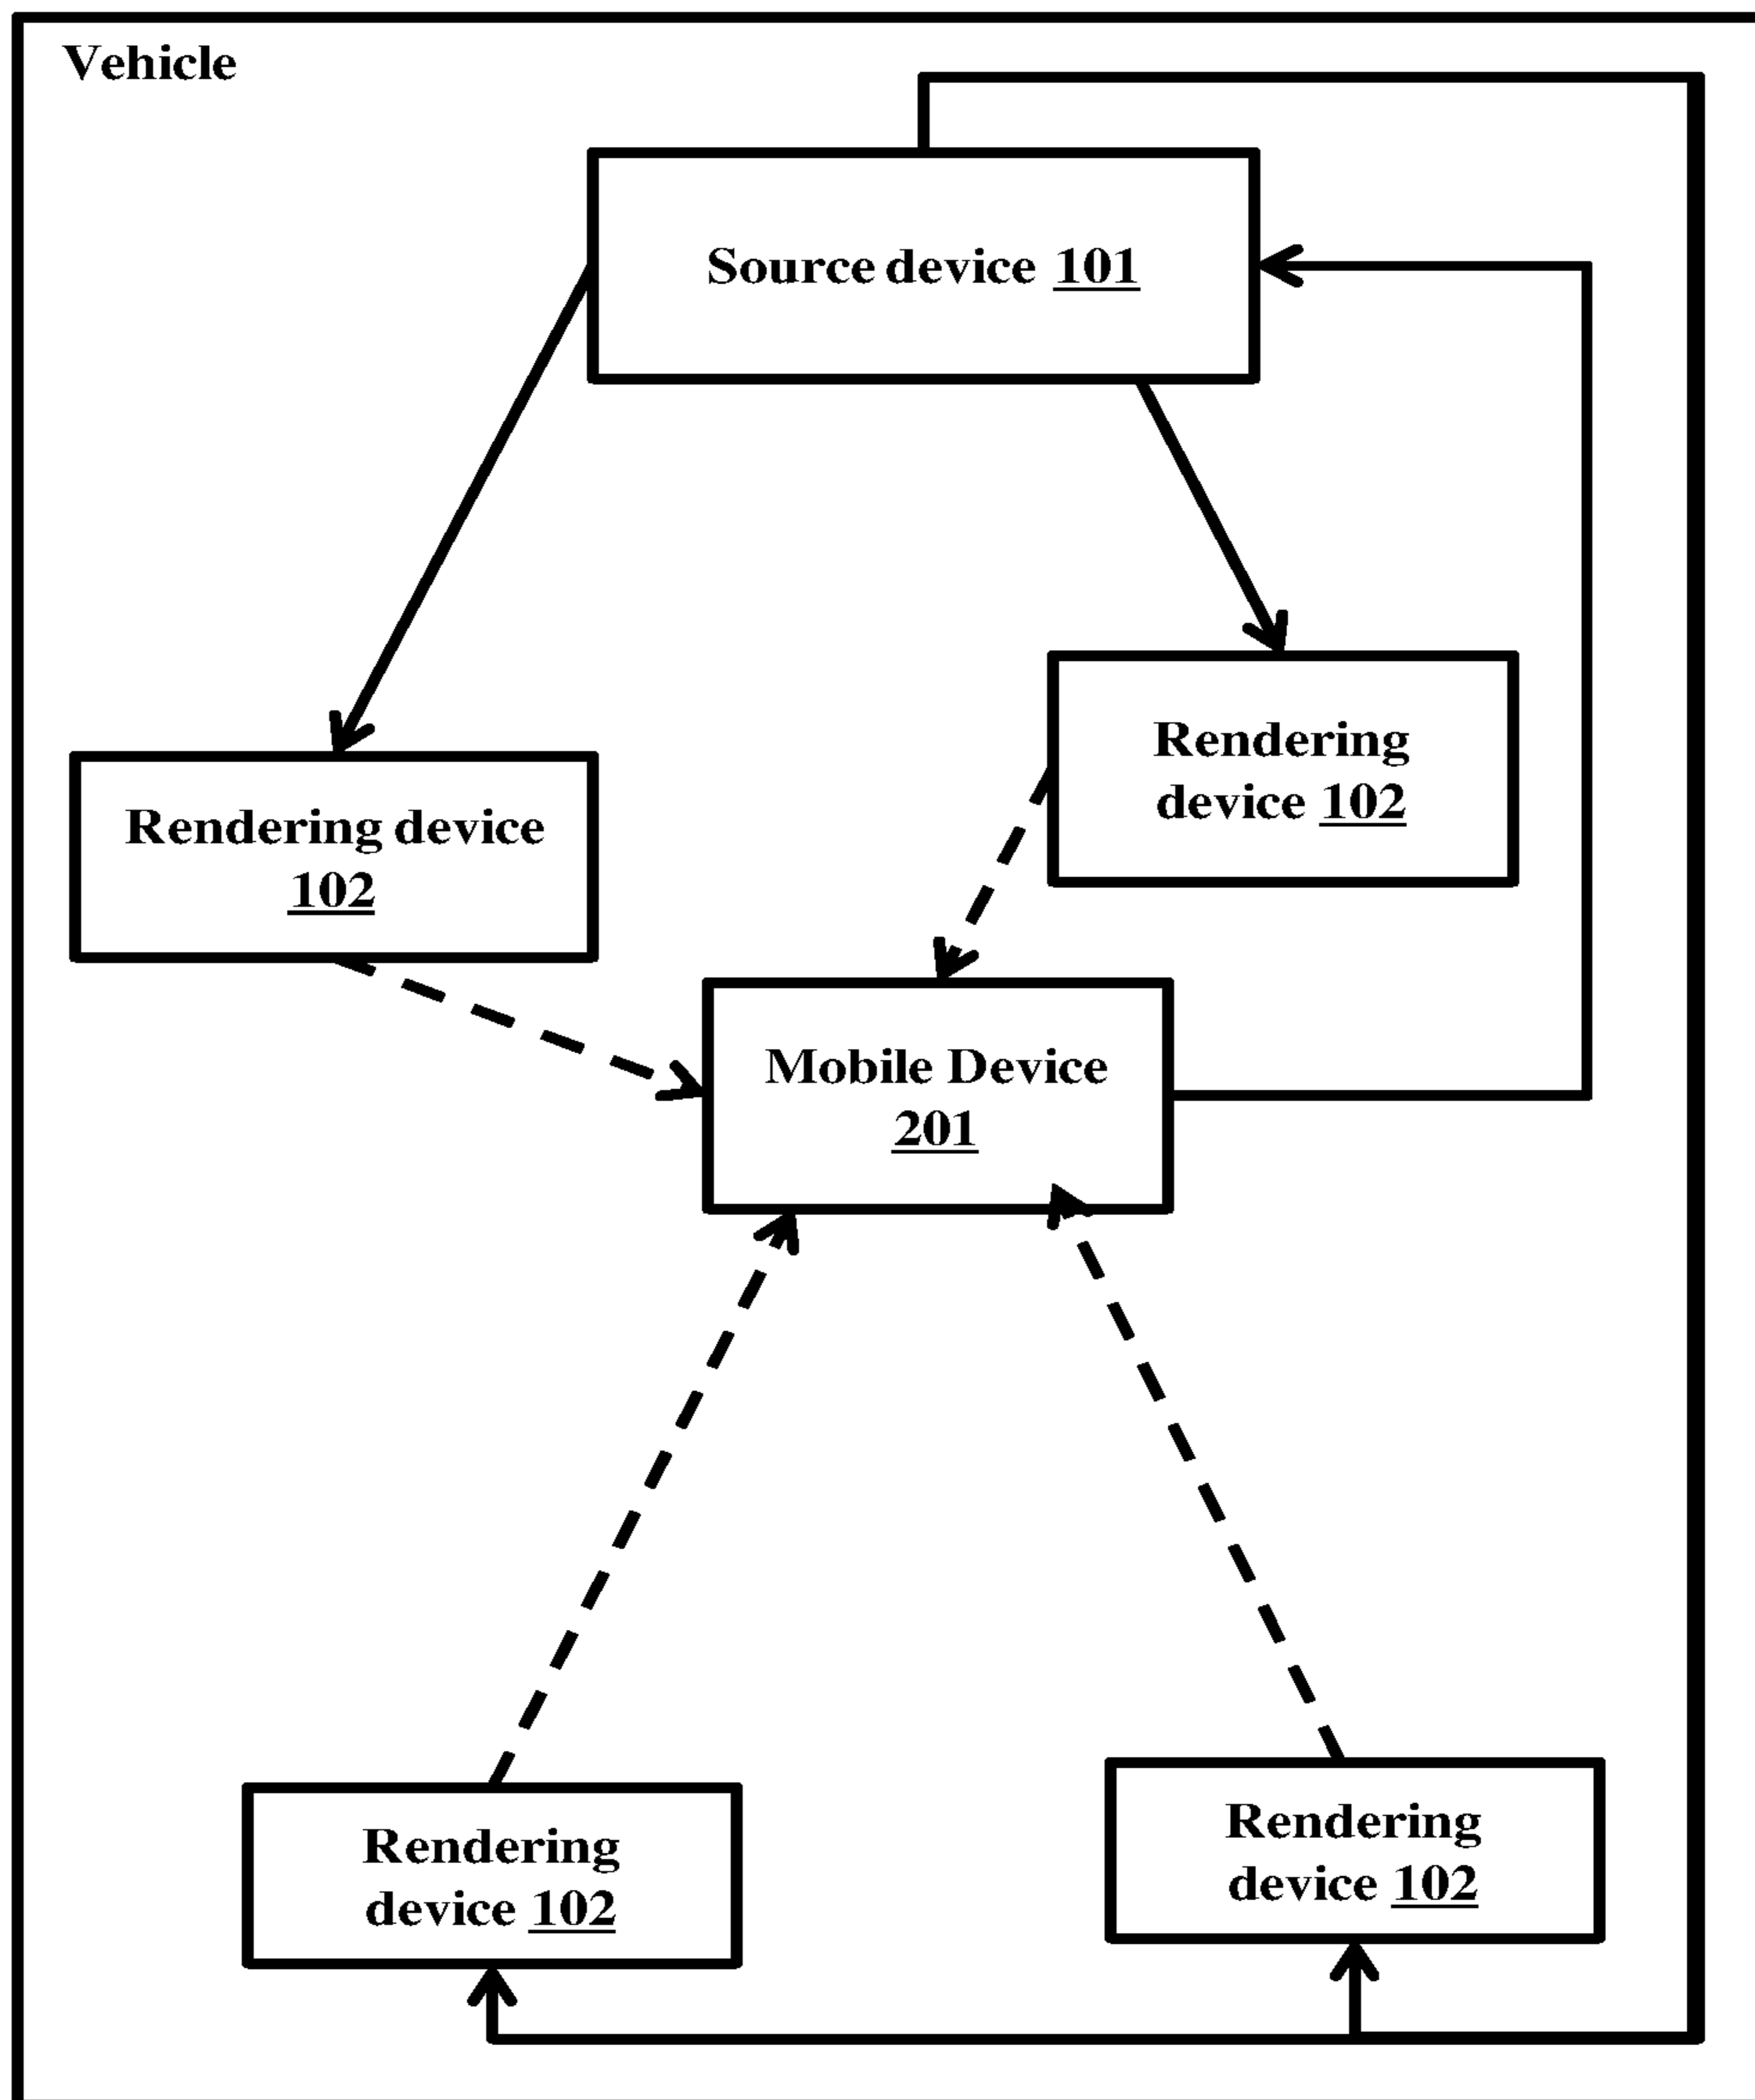 Vehicle
Source device 101
Rendering
device 102
Rendering device
102
Mobile Device
201
Rendering
device 102
Rendering
device 102